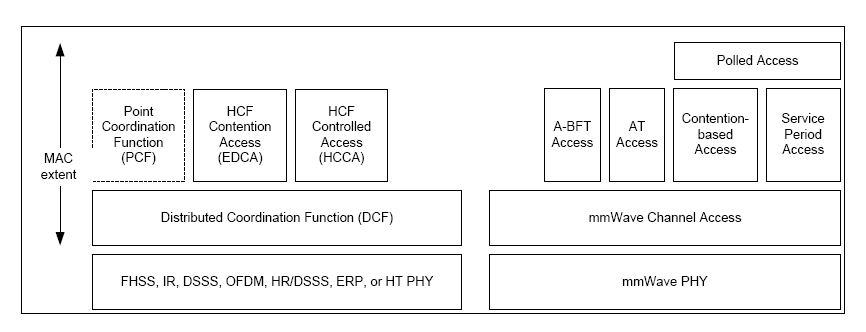 Polled Access
Point
Coordination
Function
(PCF)
HCF
Contention
Access
(EDCA)
HCF
Controlled
Access
(HCCA)
A-BFT
Access
AT
Access
Contention-
based
Access
Service
Period
Access
MAC
extent
Distributed Coordination Function (DCF)
mmWave Channel Access
FHSS, IR, DSSS, OFDM, HR/DSSS, ERP, or HT PHY
mmWave PHY